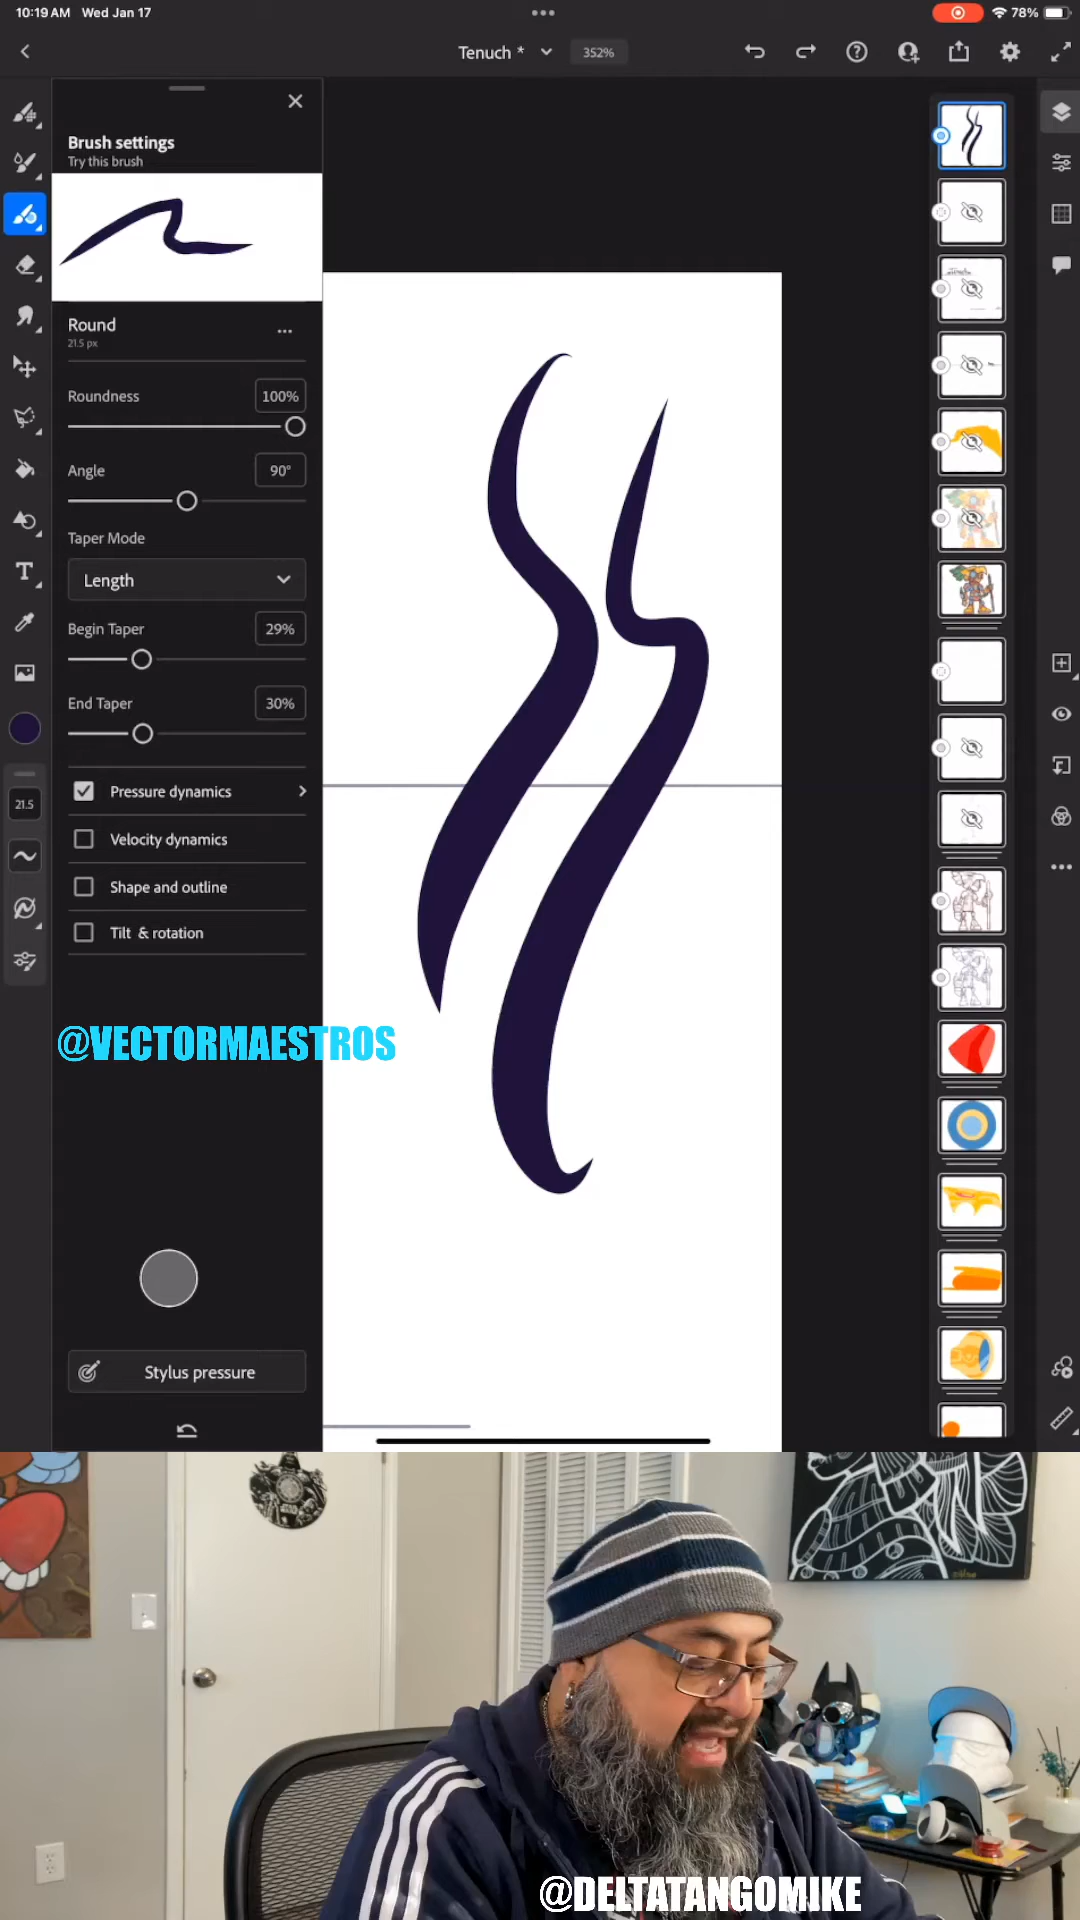 10:19 AM Wed Jan 17
78%
Tenuch *
352%
Brush settings
Try this brush
Round
21.5 px
Roundness
100%
Angle
90°
Taper Mode
Length
Begin Taper
29%
End Taper
30%
Pressure dynamics
Velocity dynamics
Shape and outline
Tilt & rotation
T
21.5
@VECTORMAESTROS
Stylus pressure
@DELTATANGOMIKE